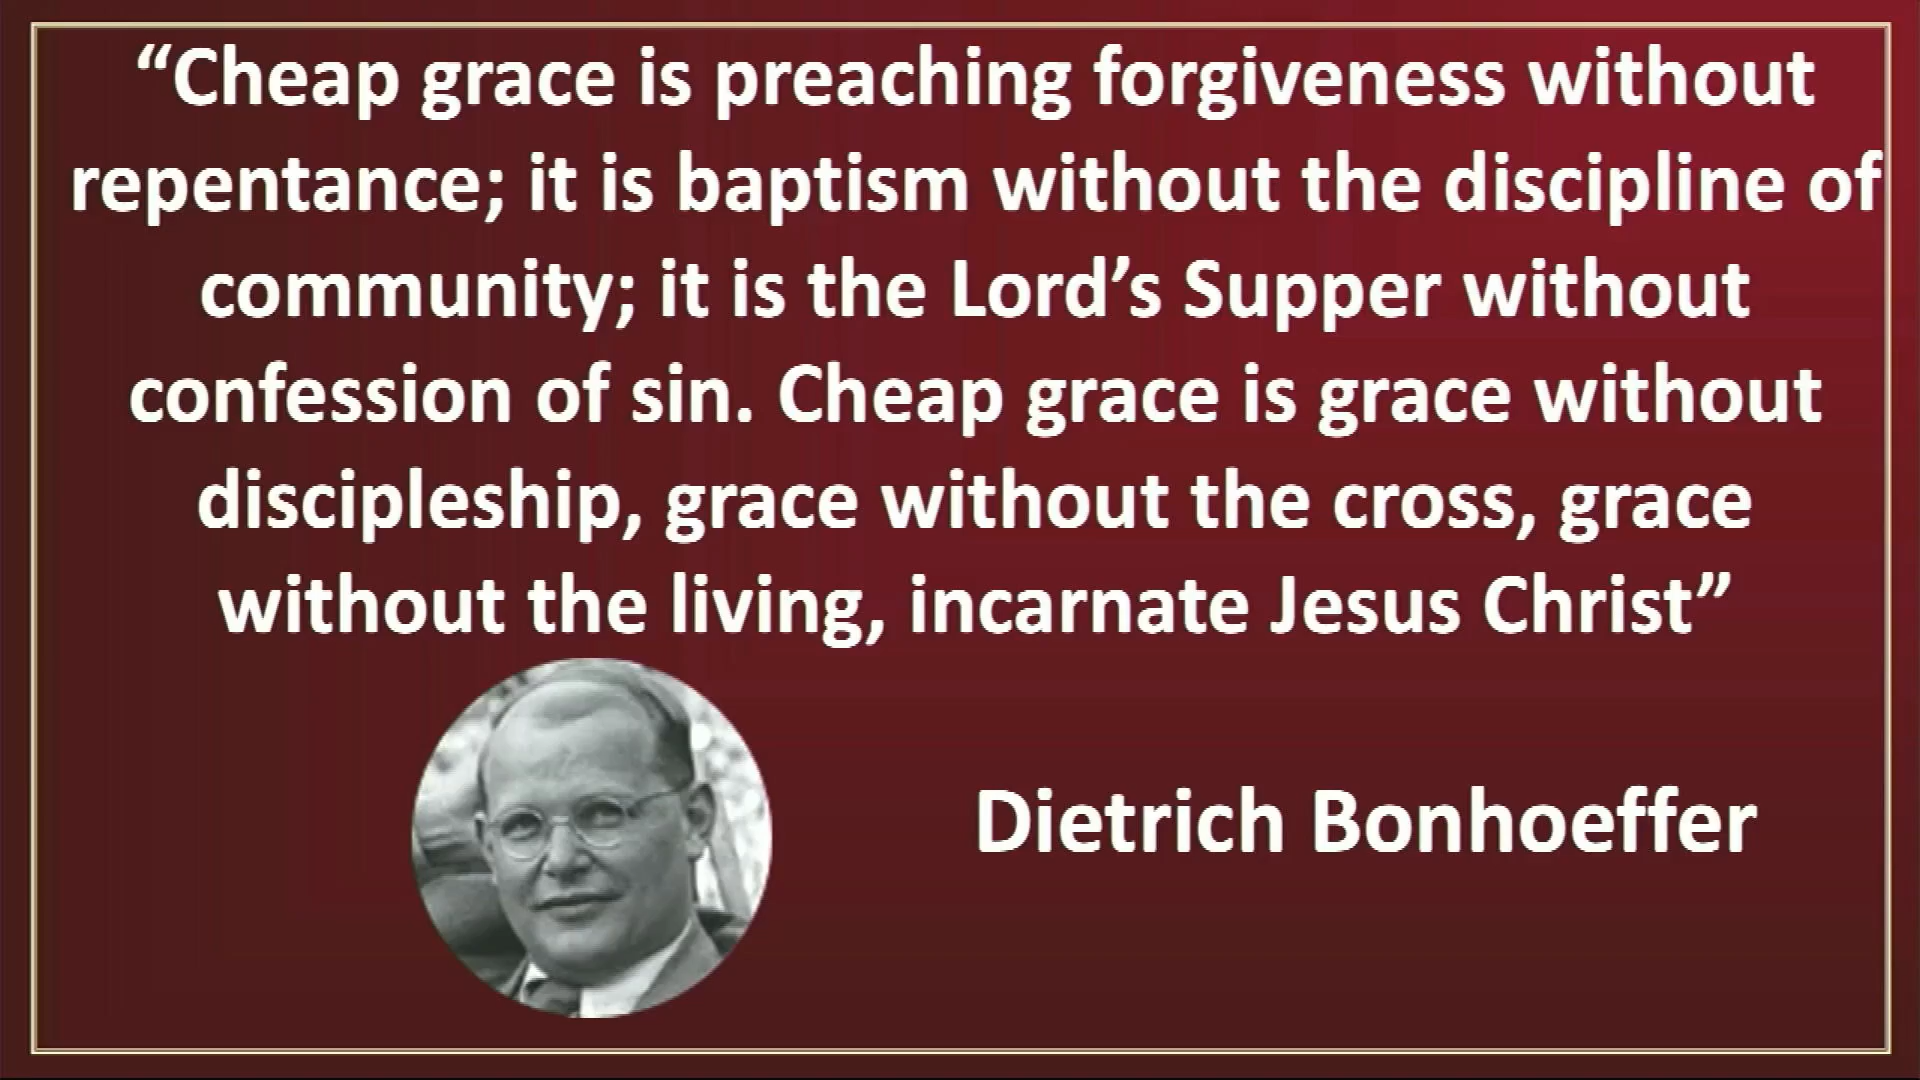 “Cheap grace is preaching forgiveness without
repentance; it is baptism without the discipline of
community; it is the Lord’s Supper without
confession of sin. Cheap grace is grace without
discipleship, grace without the cross, grace
without the living, incarnate Jesus Christ”
Dietrich Bonhoeffer